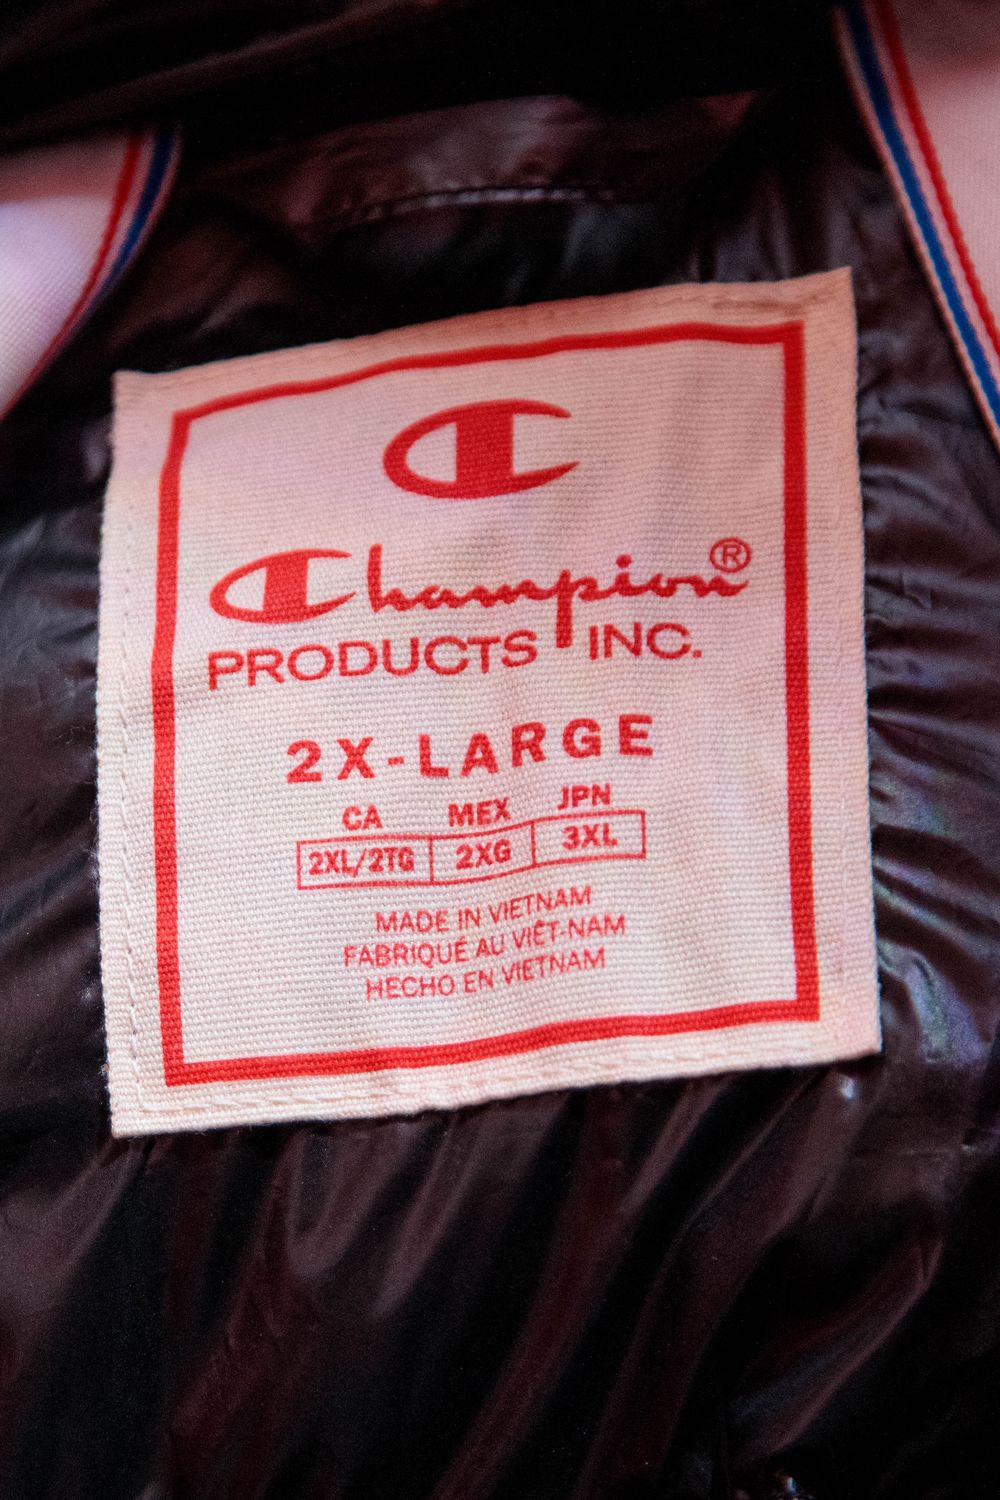 C
Champion®
PRODUCTS INC.
2X-LARGE
CA MEX JPN
2XL/2TG 2XG 3XL
MADE IN VIETNAM
FABRIQUÉ AU VIÊT-NAM
HECHO EN VIETNAM